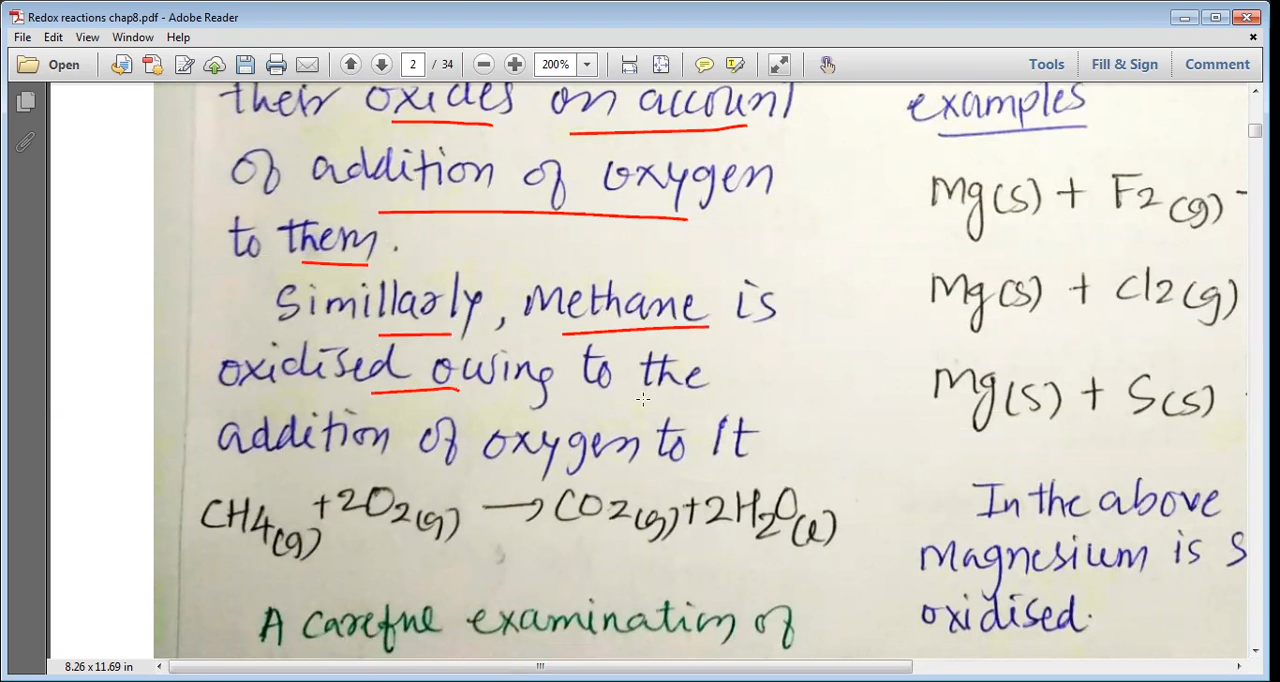 Redox reactions chap8.pdf - Adobe Reader
File Edit View Window Help
Open 2 / 34 200% Tools Fill & Sign Comment
their oxides on account
of addition of oxygen
to them.
Simillarly, Methane is
oxidised owing to the
addition of oxygen to It
CH4(g) + 2O2(g) → CO2(g) + 2H2O(l)
A careful examination of
examples
Mg(s) + F2(g)
Mg(s) + Cl2(g)
Mg(s) + S(s)
In the above
magnesium is S
oxidised.
8.26 x 11.69 in